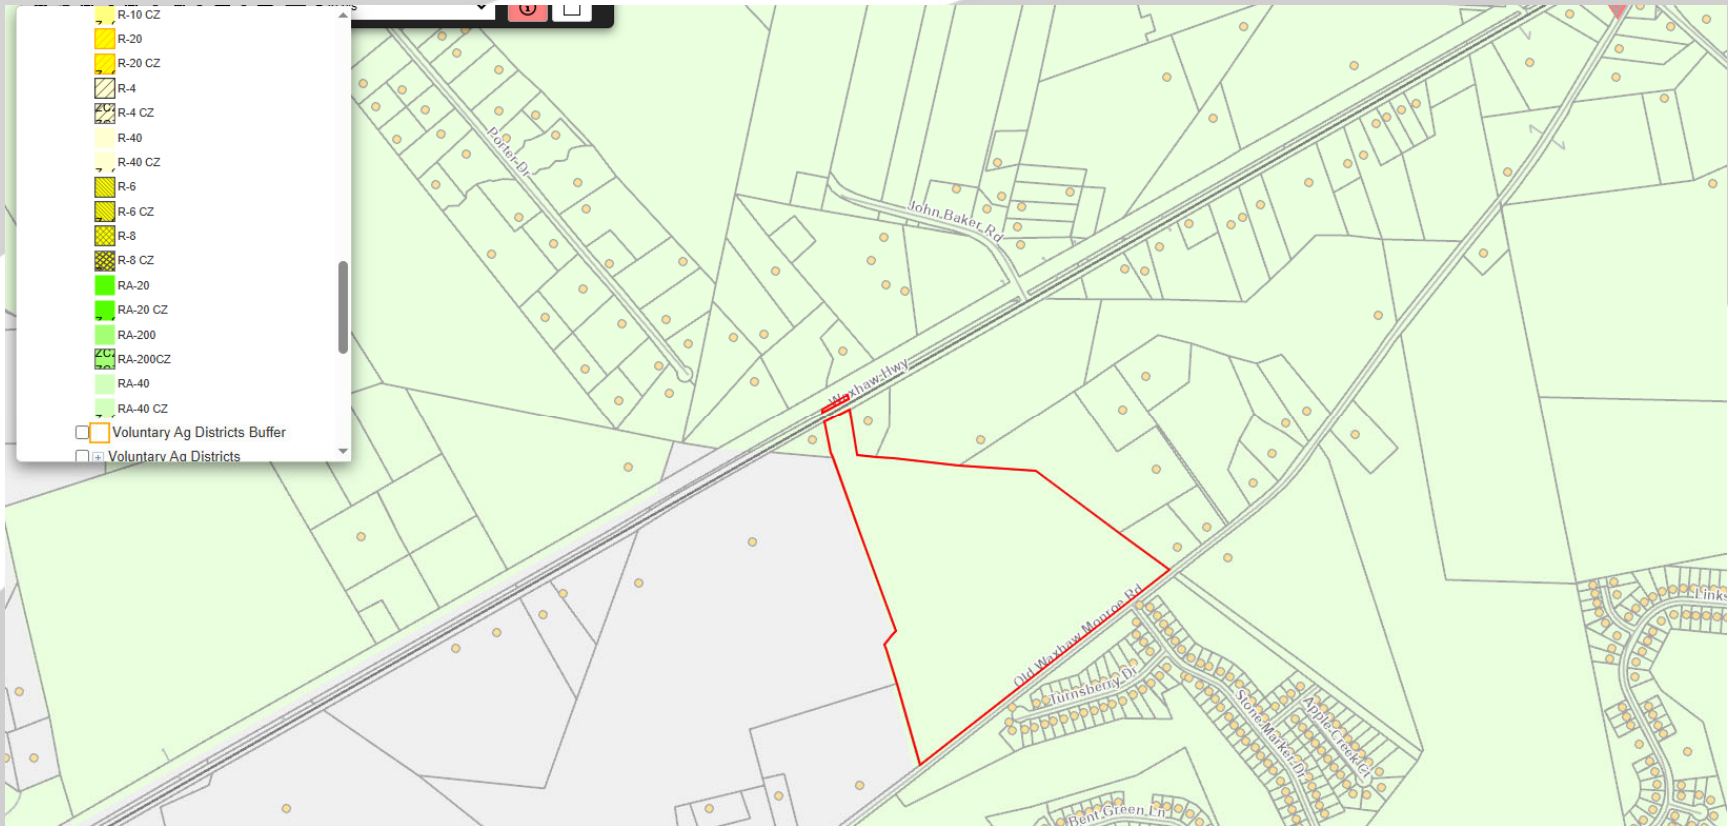 R-10 CZ
R-20
R-20 CZ
R-4
R-4 CZ
R-40
R-40 CZ
R-6
R-6 CZ
R-8
R-8 CZ
RA-20
RA-20 CZ
RA-200
RA-200CZ
RA-40
RA-40 CZ
Voluntary Ag Districts Buffer
Voluntary Ag Districts
Porter Dr
John Baker Rd
Waxhaw Hwy
Old Waxhaw Monroe Rd
Turnsberry Dr
Stone Marker Dr
Apple Creek Ct
Bent Green Ln
Links